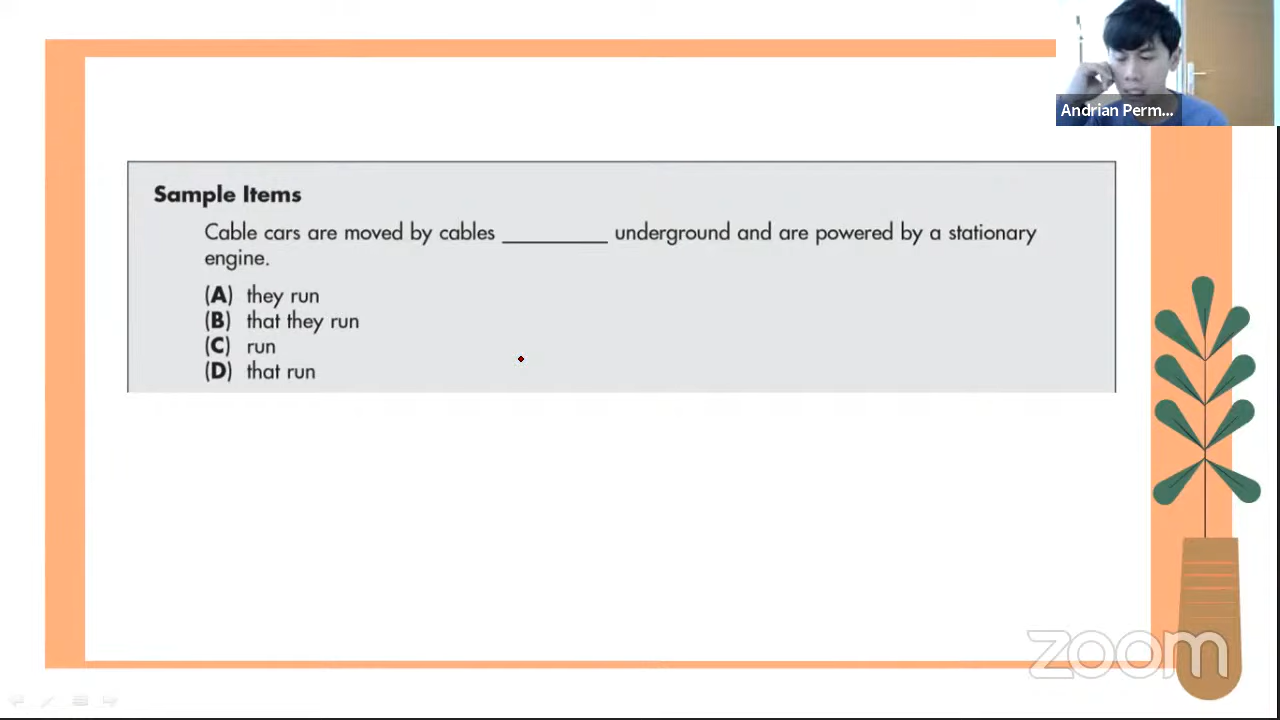 Andrian Perm...
Sample Items
Cable cars are moved by cables __________ underground and are powered by a stationary
engine.
(A) they run
(B) that they run
(C) run
(D) that run
zoom